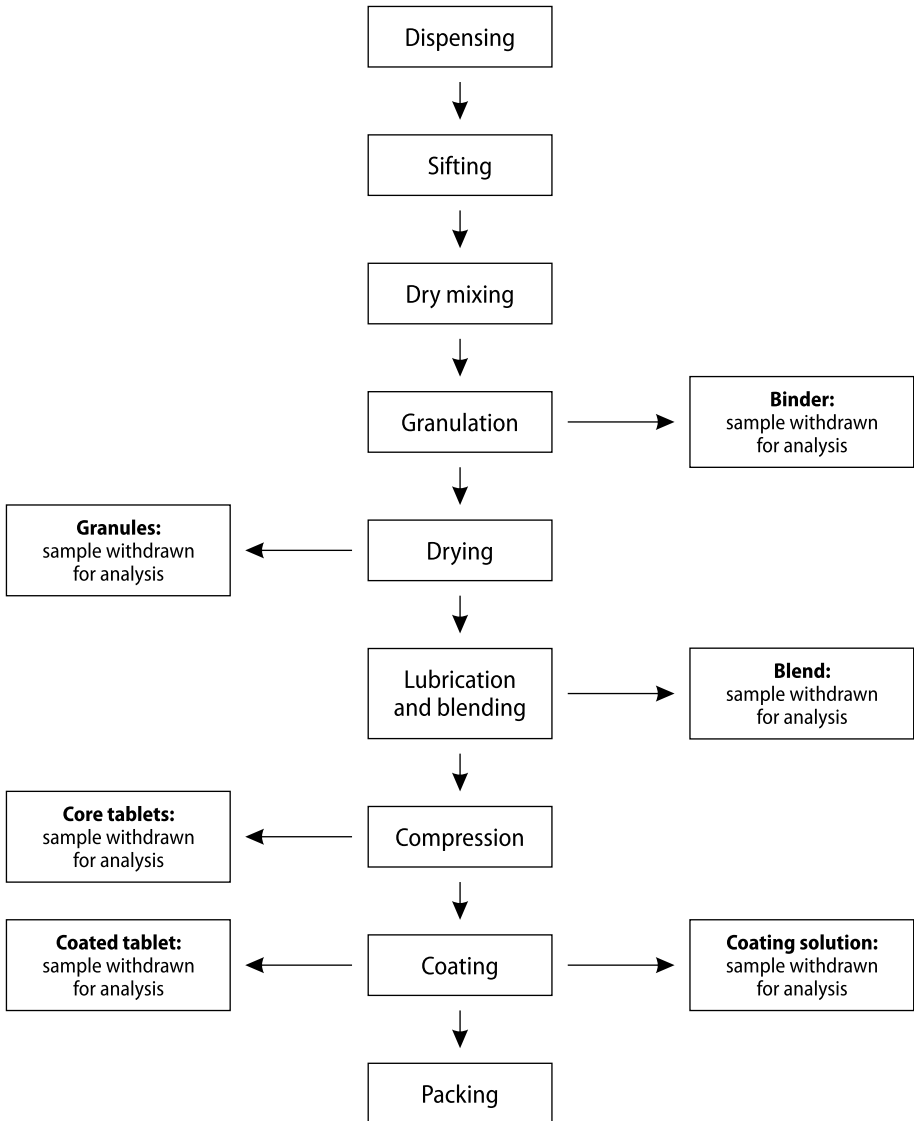 Dispensing
Sifting
Dry mixing
Granulation
Binder:
sample withdrawn
for analysis
Granules:
sample withdrawn
for analysis
Drying
Lubrication
and blending
Blend:
sample withdrawn
for analysis
Core tablets:
sample withdrawn
for analysis
Compression
Coated tablet:
sample withdrawn
for analysis
Coating
Coating solution:
sample withdrawn
for analysis
Packing